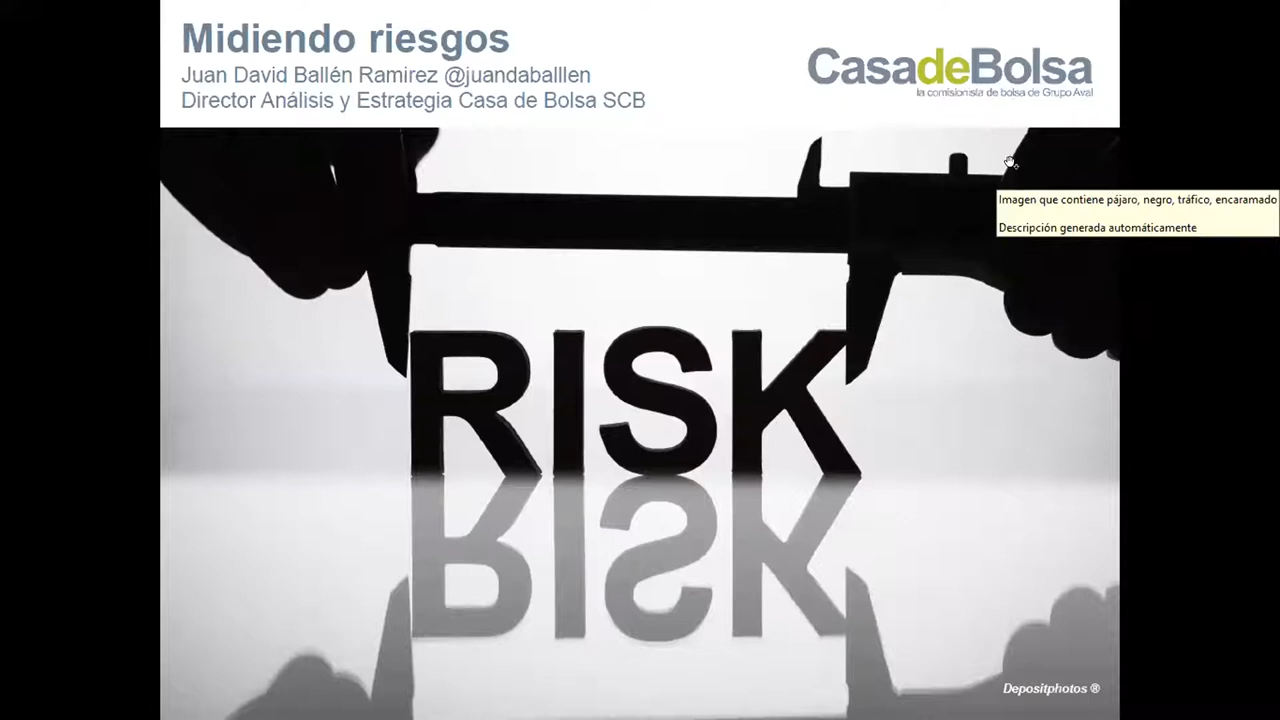 Midiendo riesgos
Juan David Ballén Ramirez @juandaballlen
Director Análisis y Estrategia Casa de Bolsa SCB
CasadeBolsa
la comisionista de bolsa de Grupo Aval
Imagen que contiene pájaro, negro, tráfico, encaramado
Descripción generada automáticamente
RISK
RISK
Depositphotos ®